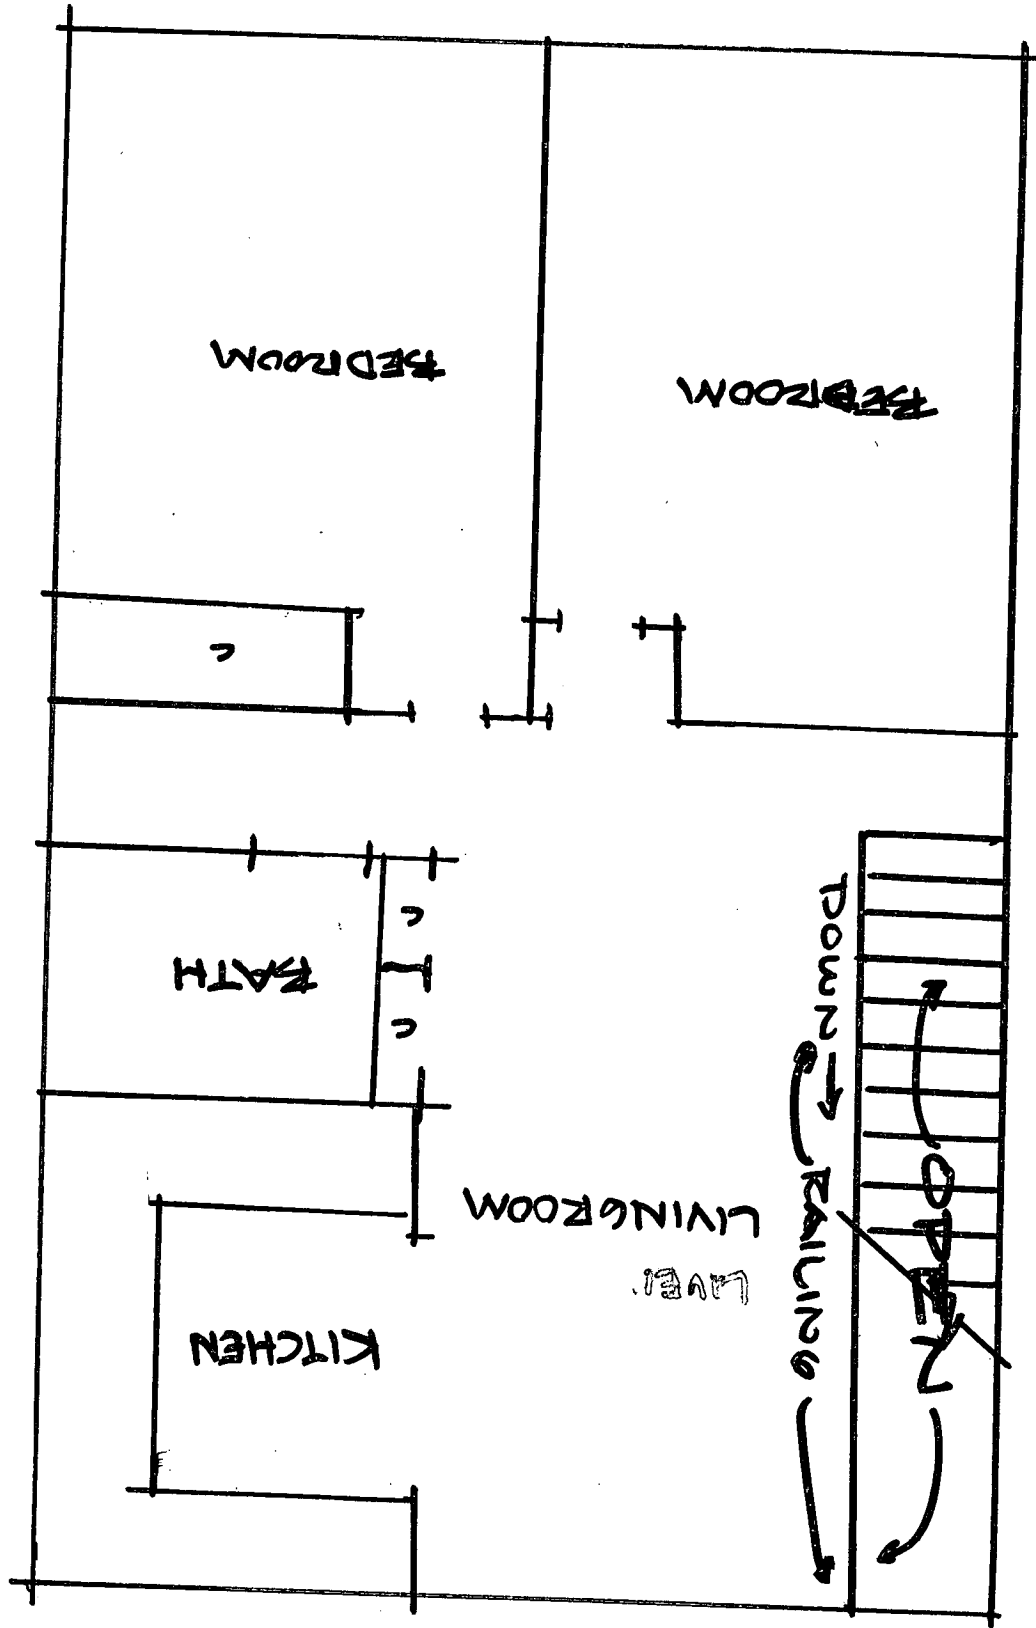 BEDROOM
BEDROOM
C
BATH
C
C
DOWN →
LIVINGROOM
RAILING
OPEN
KITCHEN